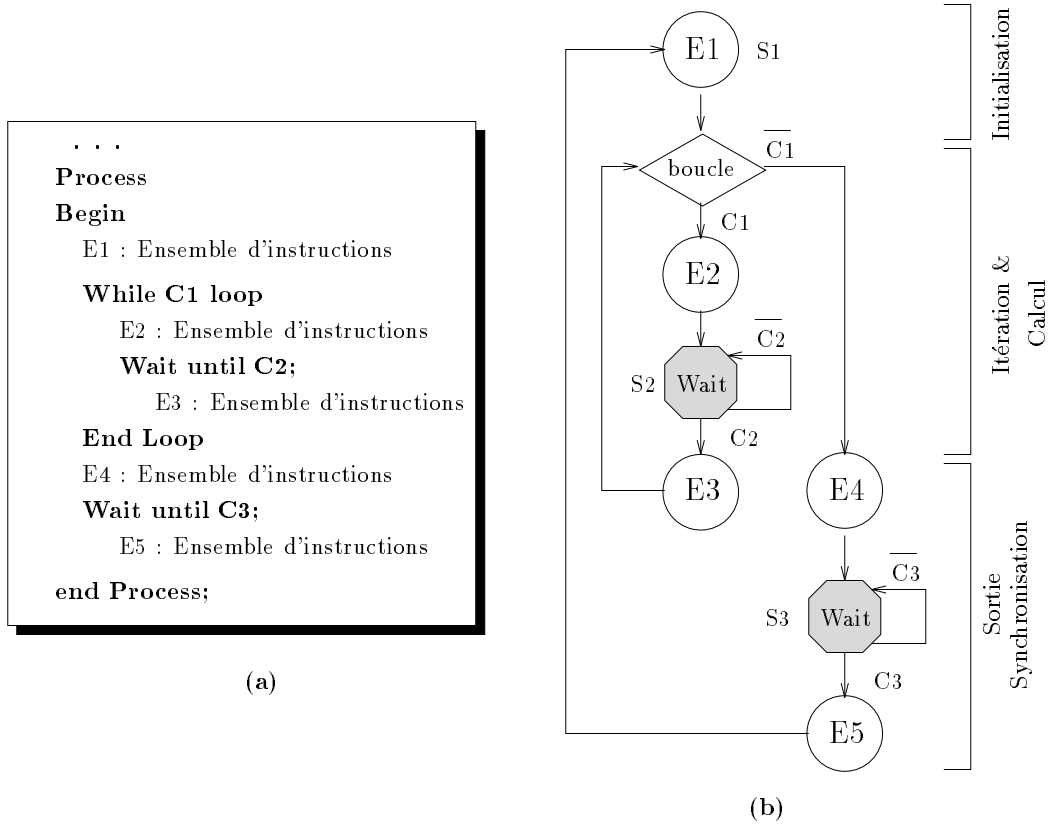 . . .
Process
Begin
E1 : Ensemble d'instructions
While C1 loop
E2 : Ensemble d'instructions
Wait until C2;
E3 : Ensemble d'instructions
End Loop
E4 : Ensemble d'instructions
Wait until C3;
E5 : Ensemble d'instructions
end Process;
(a)
E1
S1
boucle
C1
C1
E2
C2
S2
Wait
C2
E3
E4
C3
S3
Wait
C3
E5
(b)
Initialisation
Itération &
Calcul
Sortie
Synchronisation